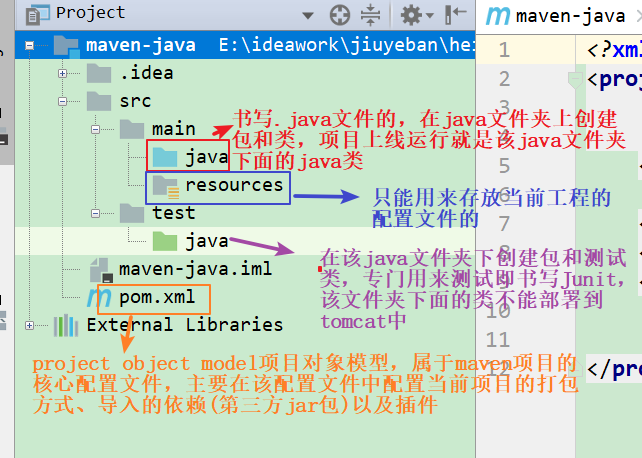 Project
maven-java
maven-java E:\ideawork\jiuyeban\hei
.idea
src
main
java
resources
test
java
maven-java.iml
pom.xml
External Libraries
书写.java文件的，在java文件夹上创建
包和类，项目上线运行就是该java文件夹
下面的java类
只能用来存放当前工程的
配置文件的
在该java文件夹下创建包和测试
类，专门用来测试即书写Junit，
该文件夹下面的类不能部署到
tomcat中
project object model项目对象模型，属于maven项目的
核心配置文件，主要在该配置文件中配置当前项目的打包
方式、导入的依赖(第三方jar包)以及插件
1 <?xml
2 <proj
3
4
5 <
6
7 <
8 <
9 <
10
11
12 </pro